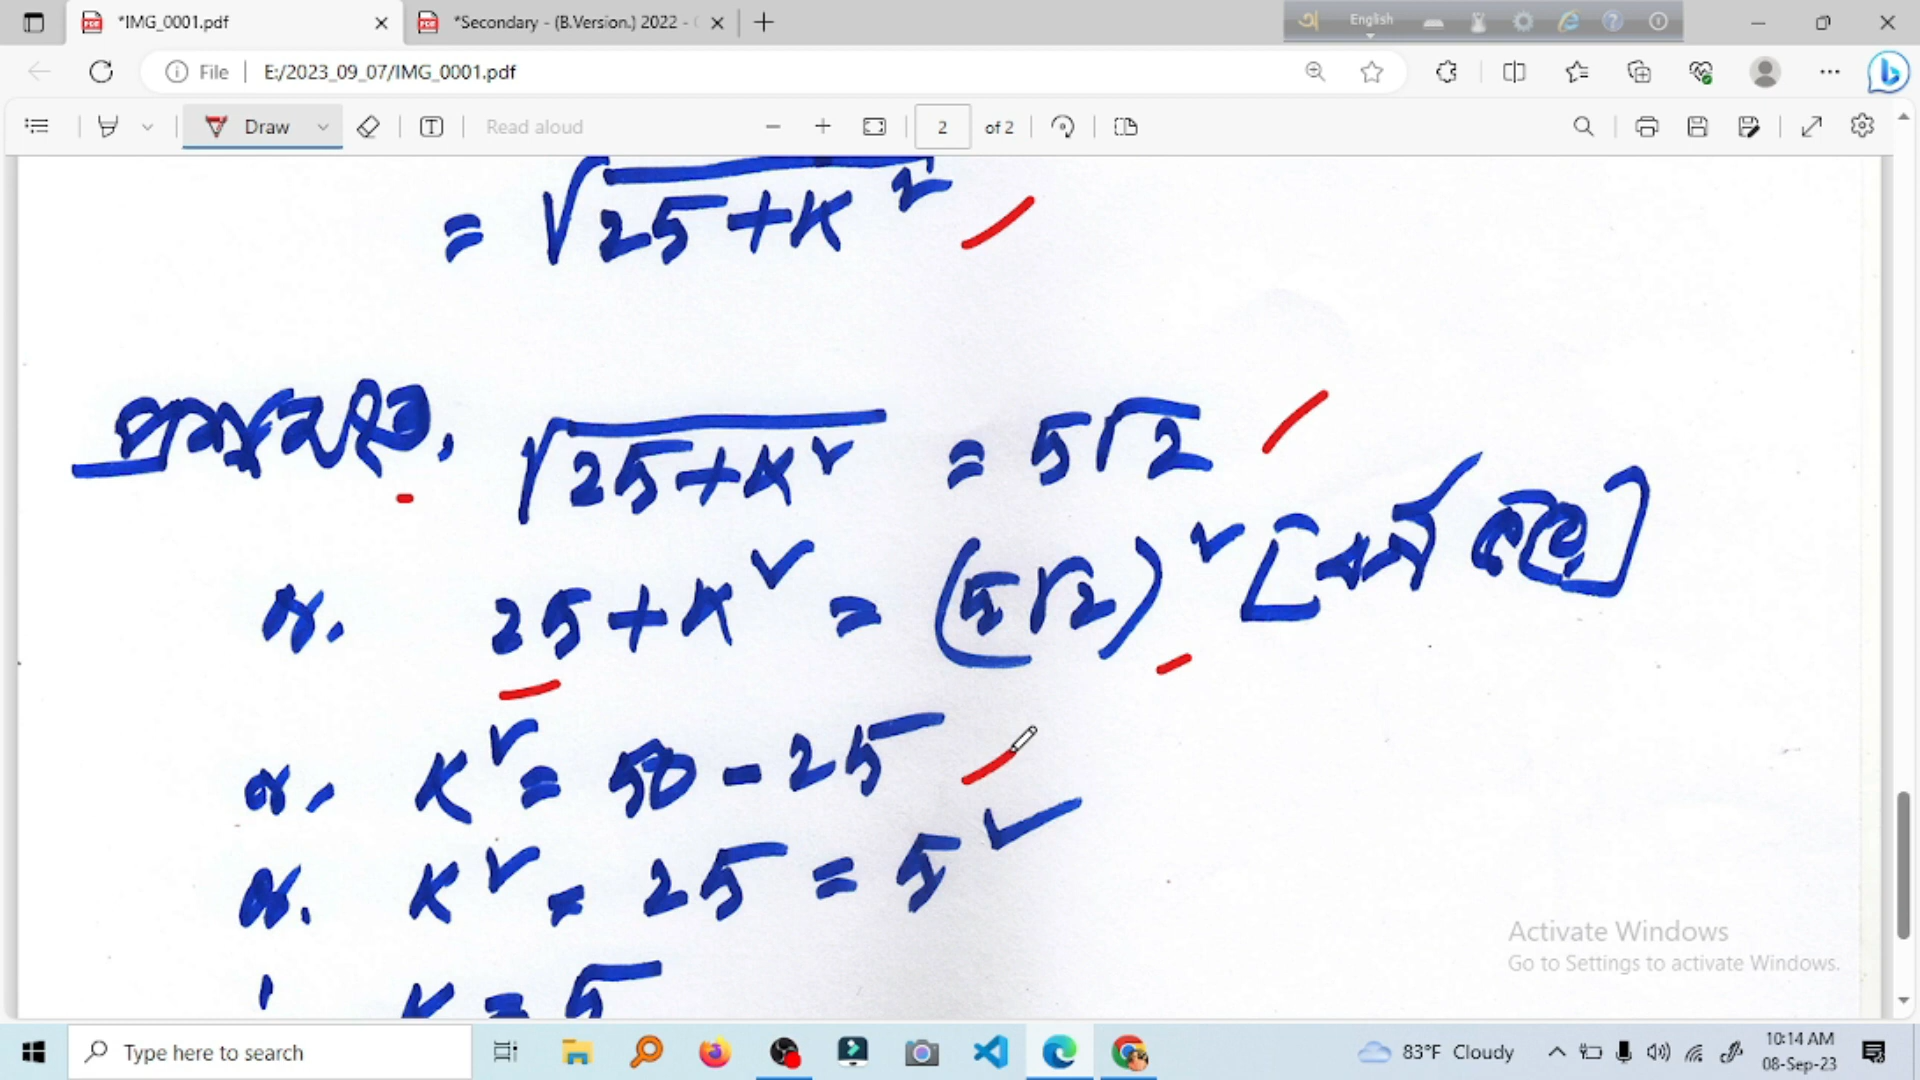 *IMG_0001.pdf
*Secondary - (B.Version.) 2022 -
English
File
E:/2023_09_07/IMG_0001.pdf
Draw
Read aloud
2 of 2
= √25+K²
প্রশ্নমতে, √25+K² = 5√2
বা, 25+K² = (5√2)² [বর্গ করে]
বা, K² = 50-25
বা, K² = 25 = 5²
K = 5
Activate Windows
Go to Settings to activate Windows.
Type here to search
83°F Cloudy
10:14 AM
08-Sep-23